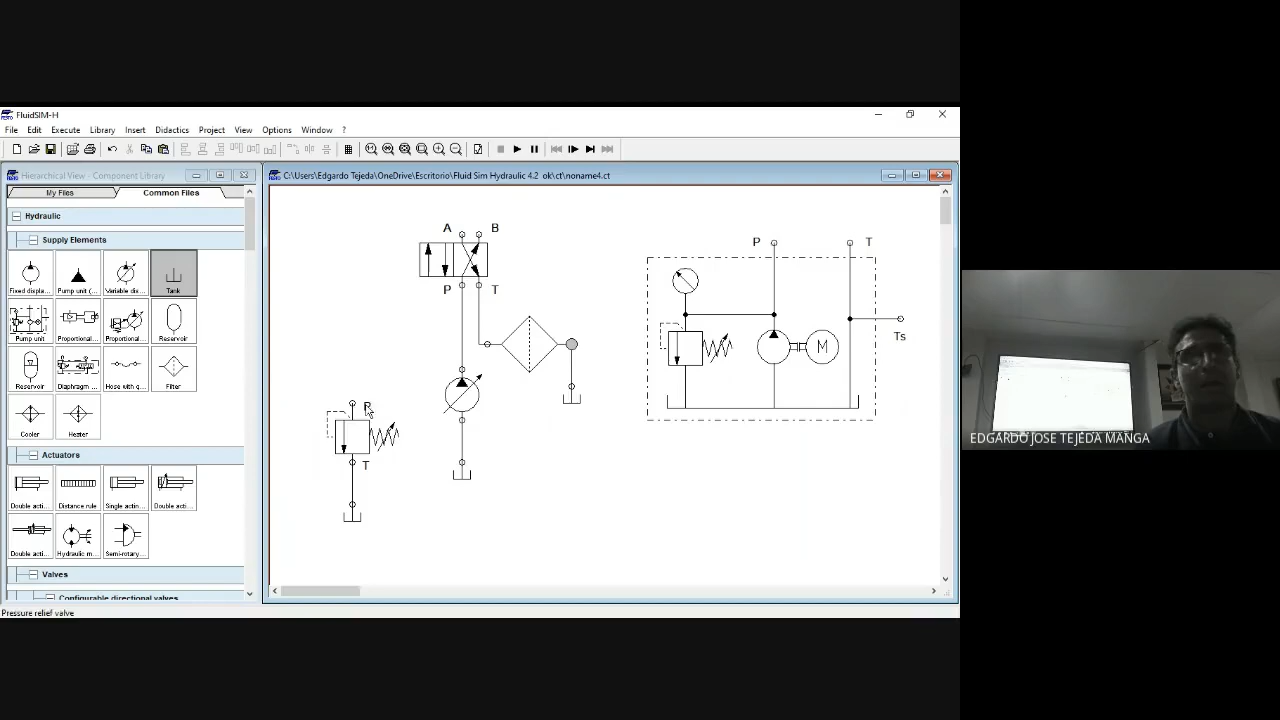 FluidSIM-H
File Edit Execute Library Insert Didactics Project View Options Window ?
Hierarchical View - Component Library
C:\Users\Edgardo Tejeda\OneDrive\Escritorio\Fluid Sim Hydraulic 4.2 ok\ct\noname4.ct
My Files Common Files
Hydraulic
Supply Elements
Fixed displa... Pump unit (... Variable dis... Tank
Pump unit Proportional... Proportional... Reservoir
Reservoir Diaphragm ... Hose with q... Filter
Cooler Heater
Actuators
Double acti... Distance rule Single actin... Double acti...
Double acti... Hydraulic m... Semi-rotary...
Valves
Configurable directional valves
A B
P T
P
T
P T
Ts
M
EDGARDO JOSE TEJEDA MANGA
Pressure relief valve